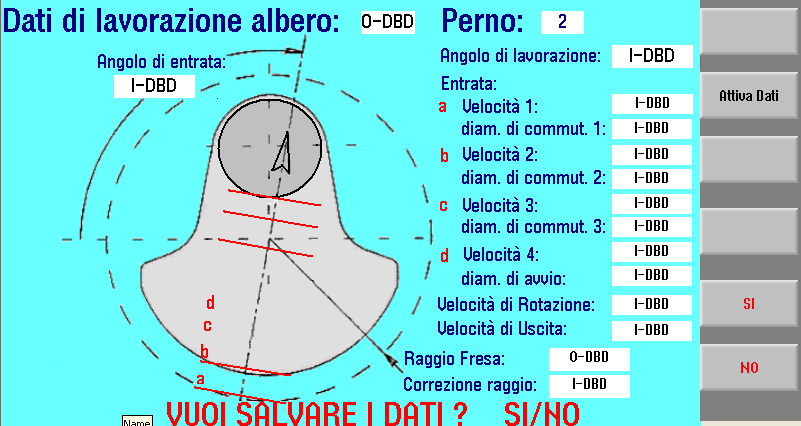 Dati di lavorazione albero: O-DBD Perno: 2
Angolo di entrata:
I-DBD
Angolo di lavorazione: I-DBD
Entrata:
a Velocità 1: I-DBD
diam. di commut. 1: I-DBD
b Velocità 2: I-DBD
diam. di commut. 2: I-DBD
c Velocità 3: I-DBD
diam. di commut. 3: I-DBD
d Velocità 4: I-DBD
diam. di avvio: I-DBD
Velocità di Rotazione: I-DBD
Velocità di Uscita: I-DBD
Raggio Fresa: O-DBD
Correzione raggio: I-DBD
d
c
b
a
VUOI SALVARE I DATI ? SI/NO
Name
Attiva Dati
SI
NO